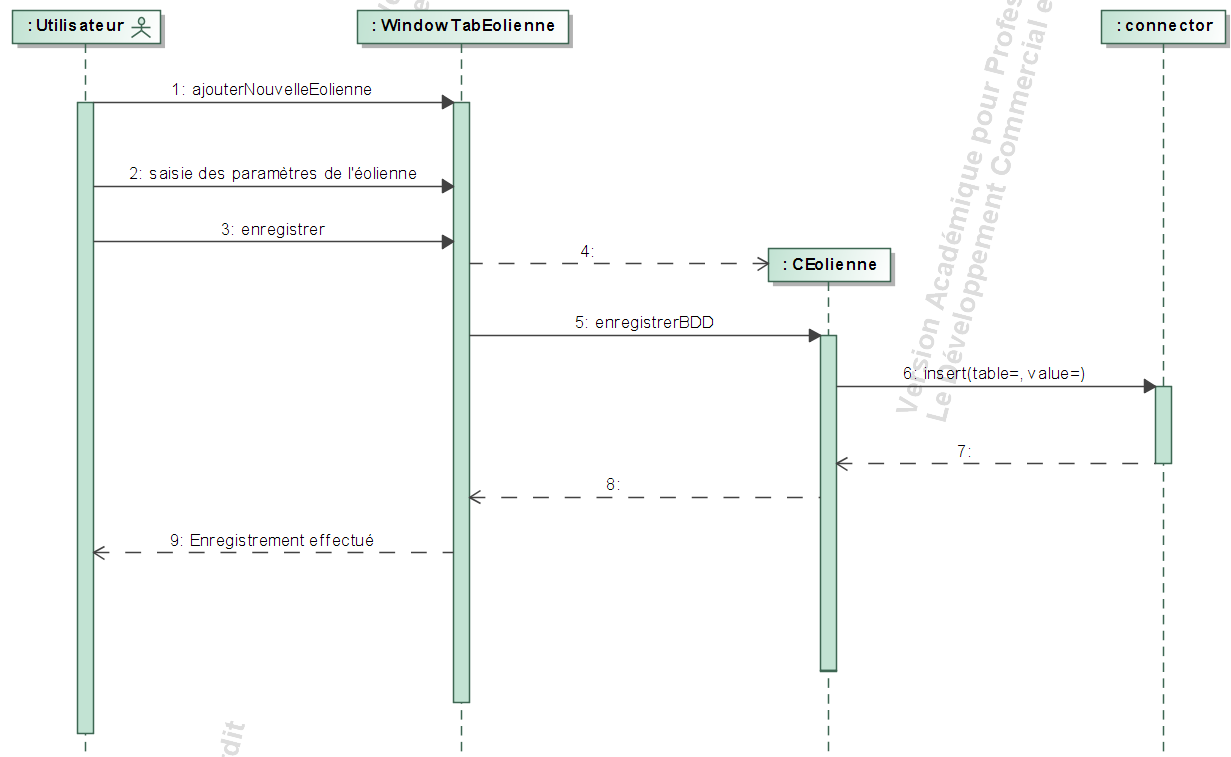 : Utilisateur
: WindowTabEolienne
: connector
1: ajouterNouvelleEolienne
2: saisie des paramètres de l'éolienne
3: enregistrer
4:
: CEolienne
5: enregistrerBDD
6: insert(table=, value=)
7:
8:
9: Enregistrement effectué
Version Académique pour Profes
Le Développement Commercial e